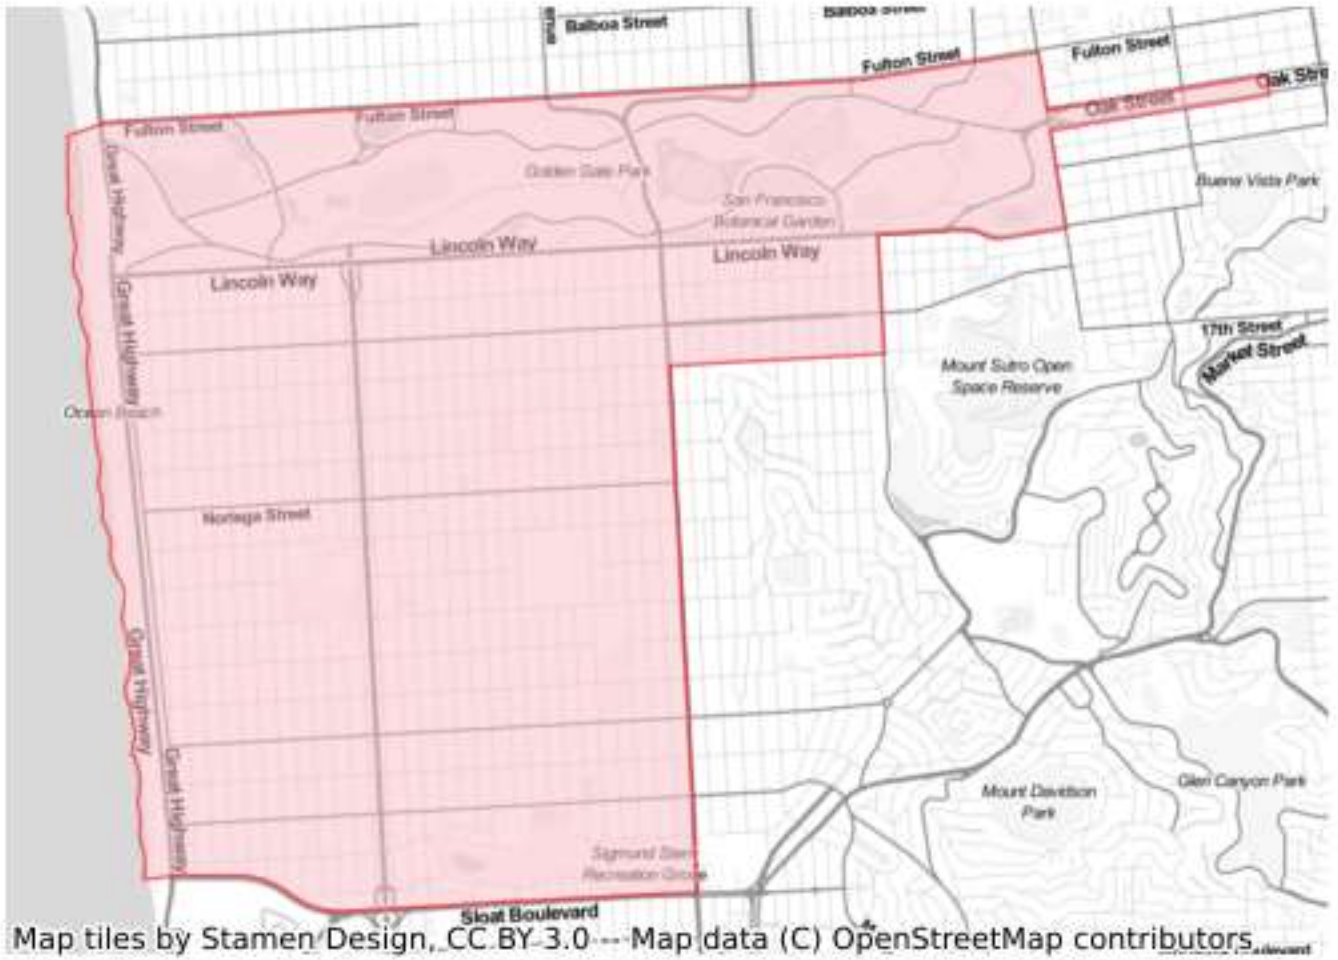 Balboa Street
Balboa Street
Fulton Street
Fulton Street
Oak Street
Oak Stre
Fulton Street
Fulton Street
Golden Gate Park
Buena Vista Park
San Francisco
Botanical Garden
Great Highway
Lincoln Way
Lincoln Way
Lincoln Way
Great Highway
17th Street
Market Street
Mount Sutro Open
Space Reserve
Ocean Beach
Noriega Street
Great Highway
Great Highway
Mount Davidson
Park
Glen Canyon Park
Sigmund Stern
Recreation Grove
Sloat Boulevard
Map tiles by Stamen Design, CC BY 3.0 -- Map data (C) OpenStreetMap contributors